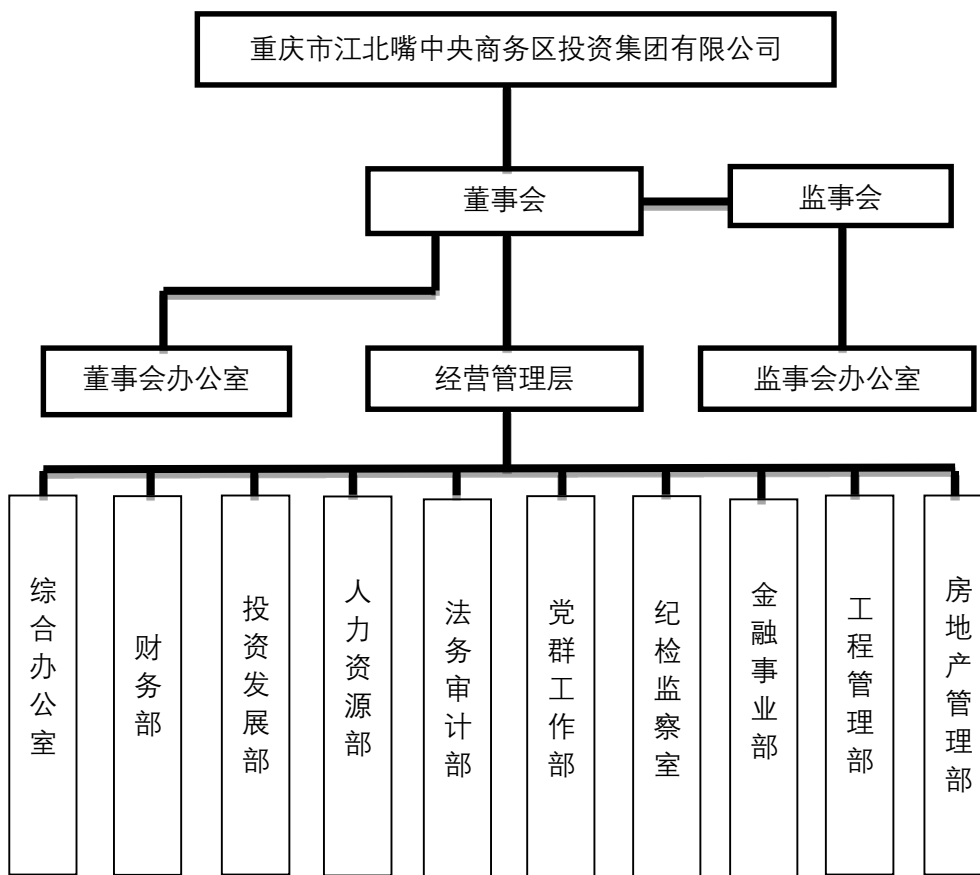 重庆市江北嘴中央商务区投资集团有限公司
董事会
监事会
董事会办公室
经营管理层
监事会办公室
综合办公室
财务部
投资发展部
人力资源部
法务审计部
党群工作部
纪检监察室
金融事业部
工程管理部
房地产管理部